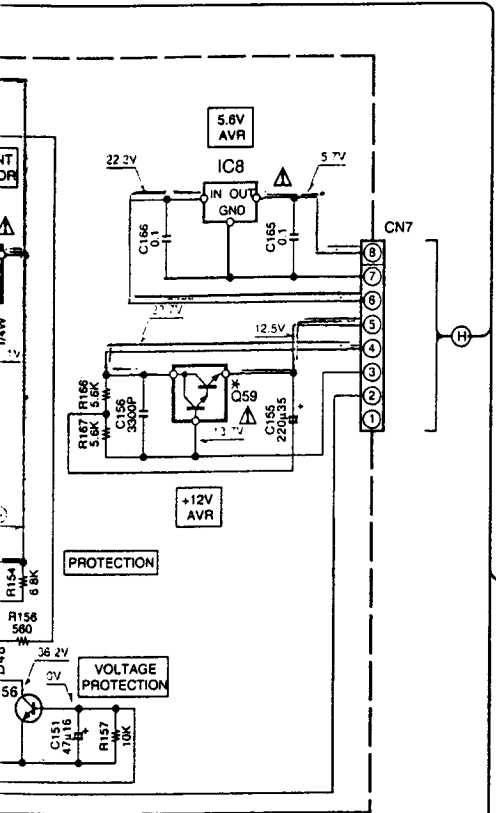 5.6V
AVR
IC8
22.2V
5.7V
IN OUT
GND
C166
0.1
C165
0.1
CN7
8
7
6
5
4
3
2
1
H
12.5V
R166
5.6K
R167
5.6K
C156
3300P
*
Q59
C155
220μ35
+
13.7V
+12V
AVR
1/4W
PROTECTION
R154
6.8K
R156
560
36.2V
0V
56
VOLTAGE
PROTECTION
C151
47μ16
+
R157
10K